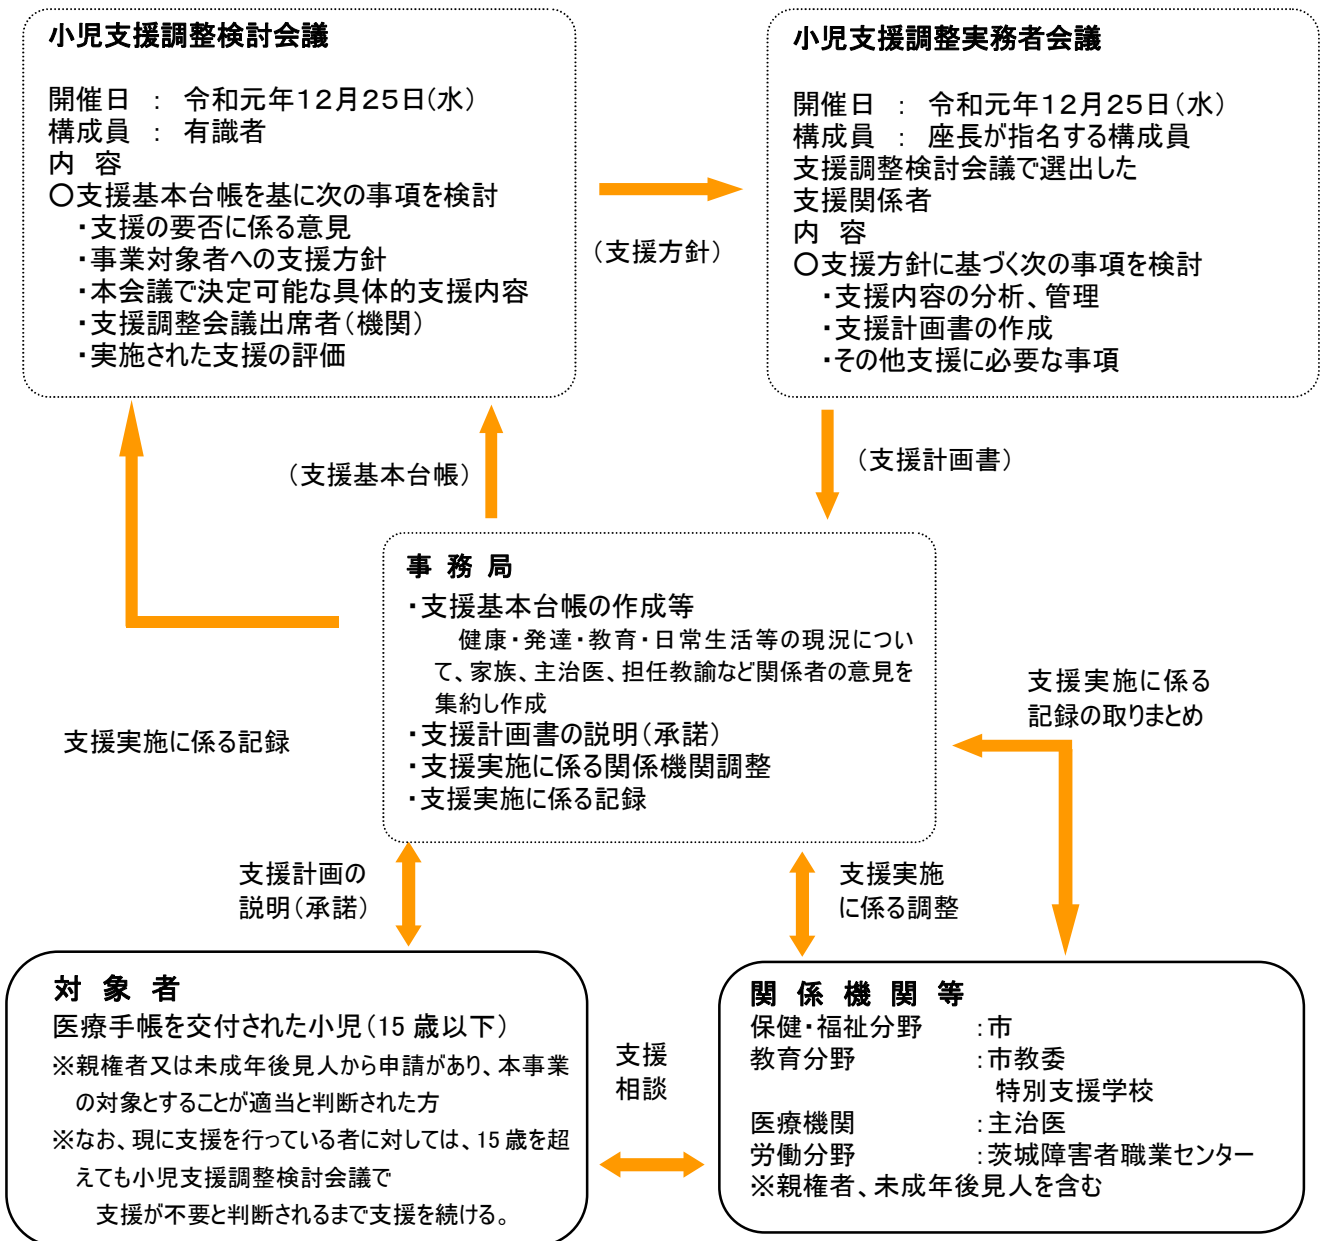 小児支援調整検討会議
開催日 ： 令和元年１２月２５日(水)
構成員 ： 有識者
内 容
〇支援基本台帳を基に次の事項を検討
・支援の要否に係る意見
・事業対象者への支援方針
・本会議で決定可能な具体的支援内容
・支援調整会議出席者(機関)
・実施された支援の評価
（支援方針）
小児支援調整実務者会議
開催日 ： 令和元年１２月２５日(水)
構成員 ： 座長が指名する構成員
支援調整検討会議で選出した
支援関係者
内 容
〇支援方針に基づく次の事項を検討
・支援内容の分析、管理
・支援計画書の作成
・その他支援に必要な事項
（支援基本台帳）
（支援計画書）
事 務 局
・支援基本台帳の作成等
健康・発達・教育・日常生活等の現況につい
て、家族、主治医、担任教諭など関係者の意見を
集約し作成
・支援計画書の説明(承諾)
・支援実施に係る関係機関調整
・支援実施に係る記録
支援実施に係る記録
支援実施に係る
記録の取りまとめ
支援計画の
説明(承諾)
支援実施
に係る調整
対 象 者
医療手帳を交付された小児(15 歳以下)
※親権者又は未成年後見人から申請があり、本事業
の対象とすることが適当と判断された方
※なお、現に支援を行っている者に対しては、15 歳を超
えても小児支援調整検討会議で
支援が不要と判断されるまで支援を続ける。
支援
相談
関 係 機 関 等
保健・福祉分野 ：市
教育分野 ：市教委
特別支援学校
医療機関 ：主治医
労働分野 ：茨城障害者職業センター
※親権者、未成年後見人を含む